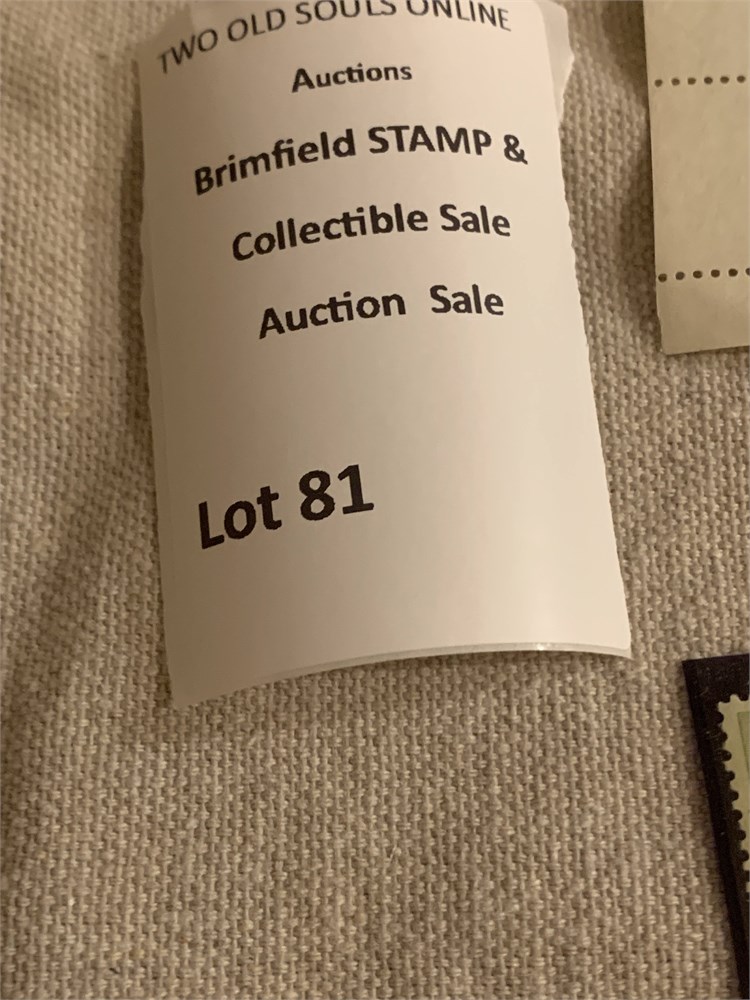 TWO OLD SOULS ONLINE
Auctions
Brimfield STAMP &
Collectible Sale
Auction Sale
Lot 81